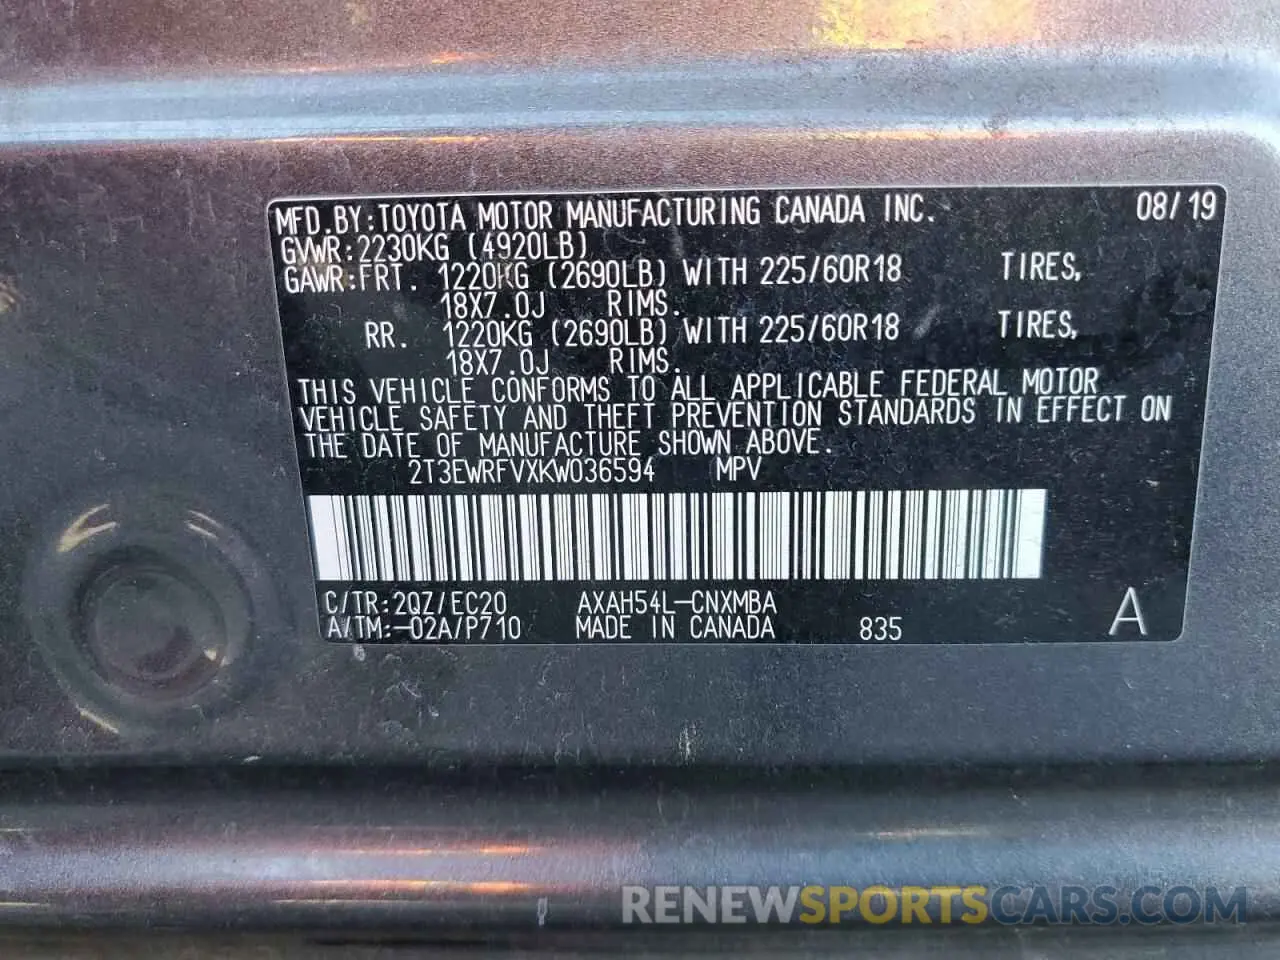 MFD.BY:TOYOTA MOTOR MANUFACTURING CANADA INC. 08/19
GVWR:2230KG (4920LB)
GAWR:FRT. 1220KG (2690LB) WITH 225/60R18 TIRES,
18X7.0J RIMS.
RR. 1220KG (2690LB) WITH 225/60R18 TIRES,
18X7.0J RIMS.
THIS VEHICLE CONFORMS TO ALL APPLICABLE FEDERAL MOTOR
VEHICLE SAFETY AND THEFT PREVENTION STANDARDS IN EFFECT ON
THE DATE OF MANUFACTURE SHOWN ABOVE.
2T3EWRFVXKW036594 MPV
C/TR:2QZ/EC20 AXAH54L-CNXMBA
A/TM:-02A/P710 MADE IN CANADA 835 A
RENEWSPORTSCARS.COM